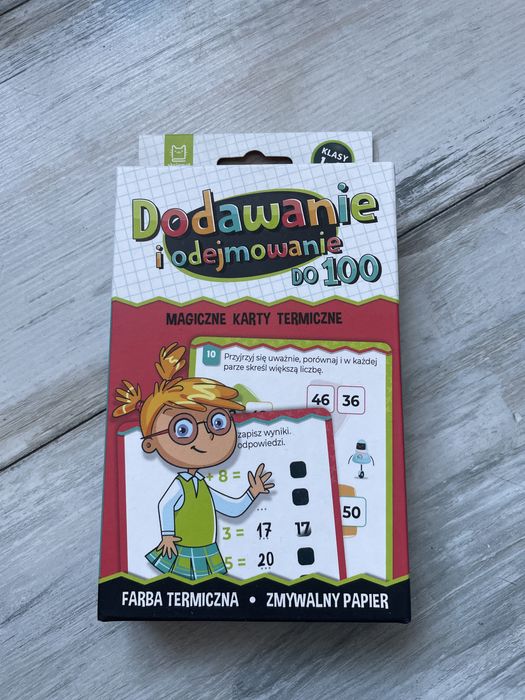 KLASY
Dodawanie
i odejmowanie
DO 100
MAGICZNE KARTY TERMICZNE
10 Przyjrzyj się uważnie, porównaj i w każdej
parze skreśl większą liczbę.
46 36
zapisz wyniki.
odpowiedzi.
+ 8 =
...
3 = 17 17
50
5 = 20
FARBA TERMICZNA • ZMYWALNY PAPIER